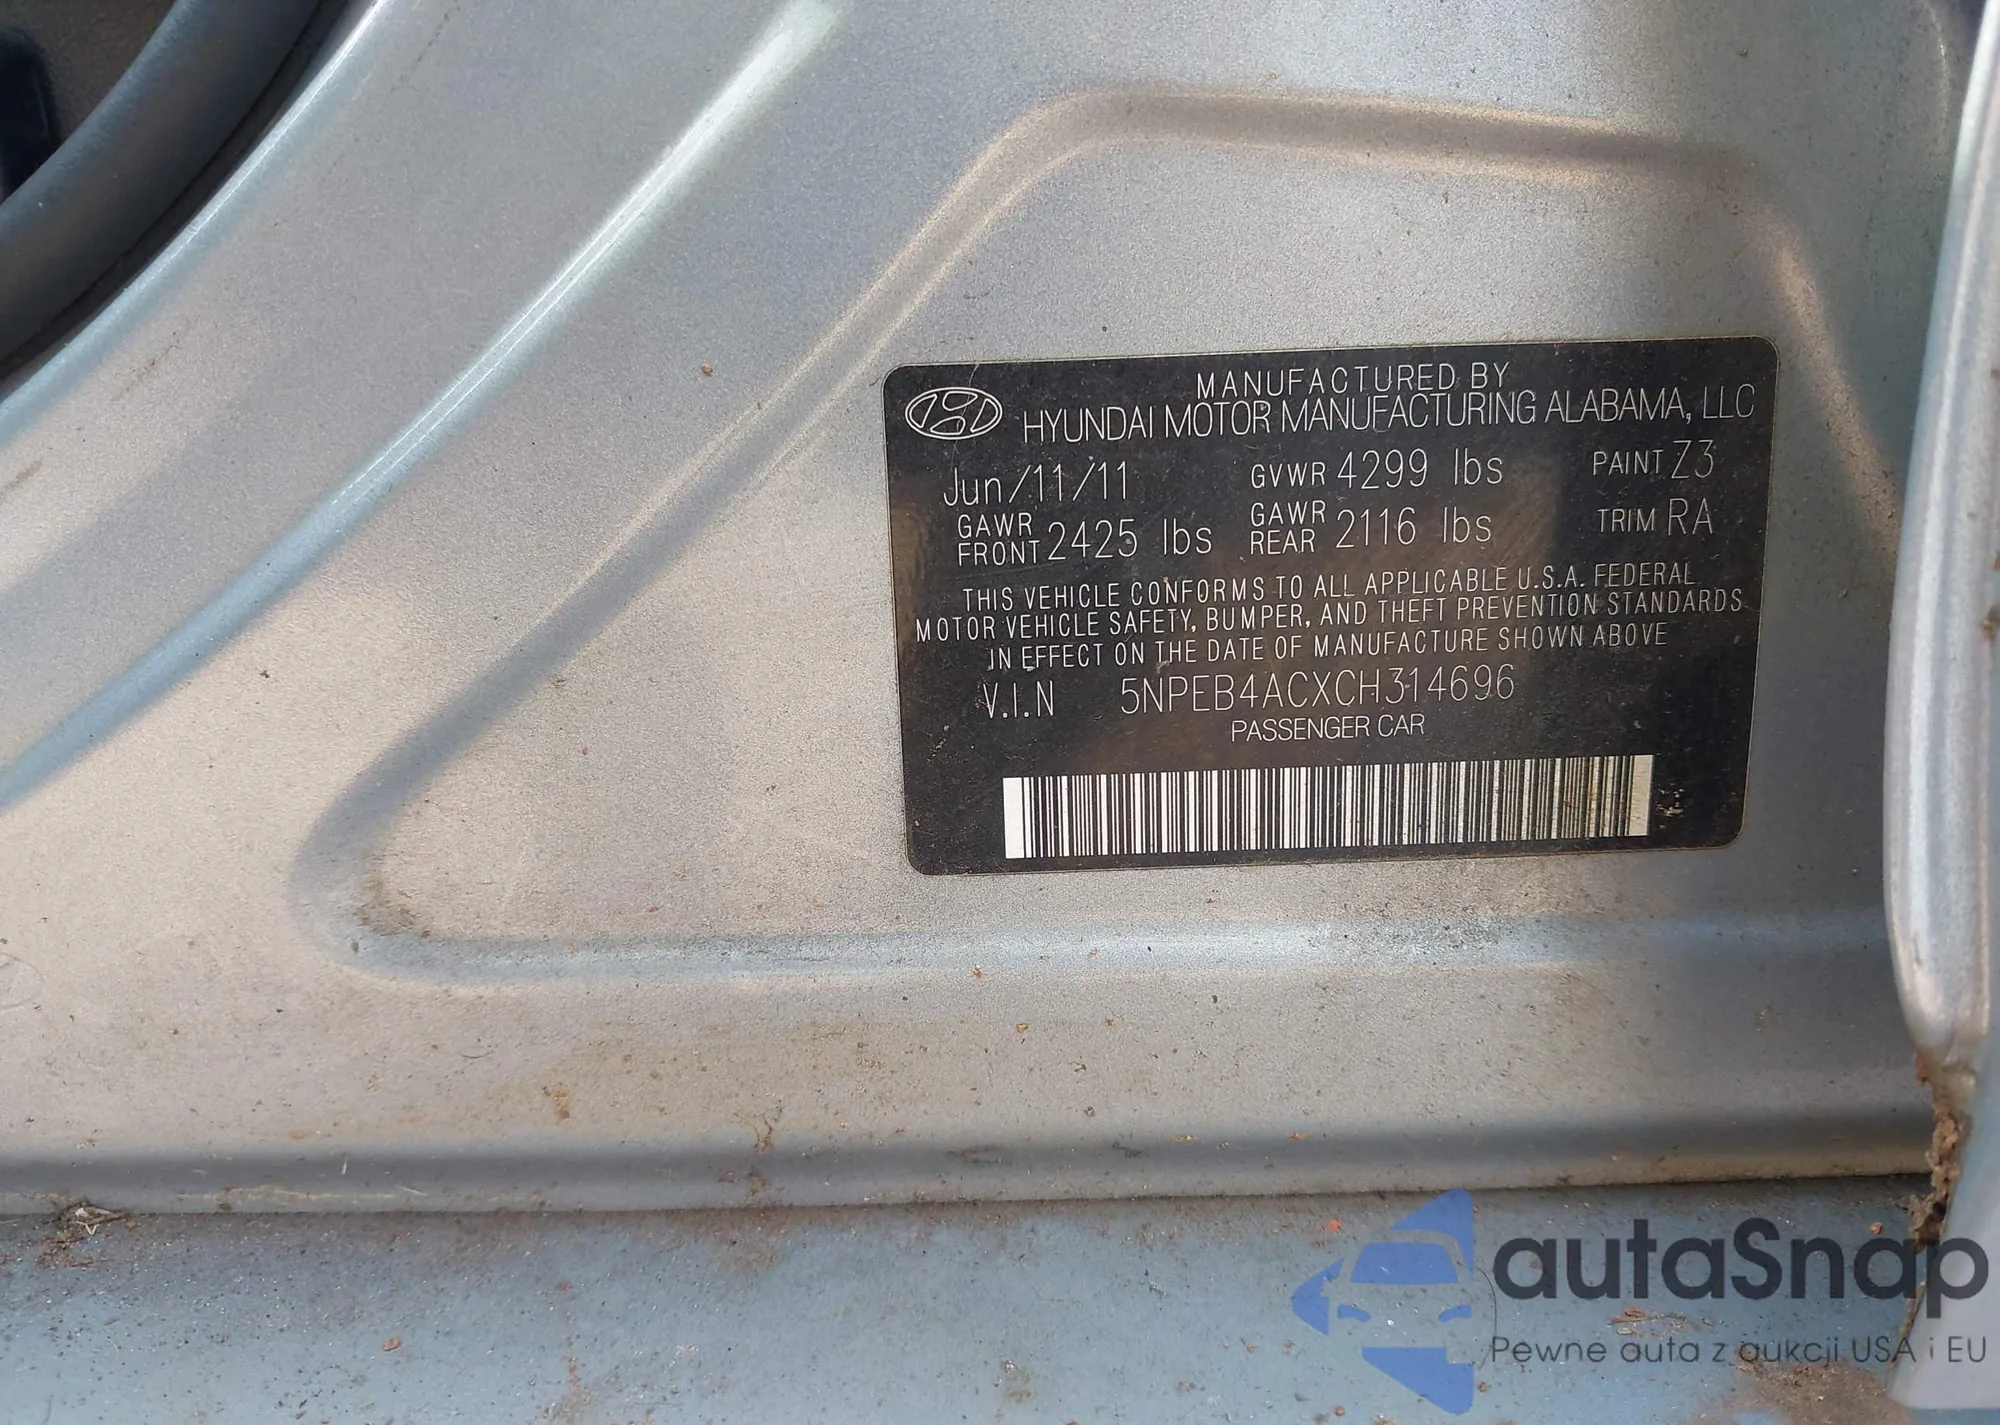 MANUFACTURED BY
HYUNDAI MOTOR MANUFACTURING ALABAMA, LLC
Jun/11/11 GVWR 4299 lbs PAINT Z3
GAWR FRONT 2425 lbs GAWR REAR 2116 lbs TRIM RA
THIS VEHICLE CONFORMS TO ALL APPLICABLE U.S.A. FEDERAL
MOTOR VEHICLE SAFETY, BUMPER, AND THEFT PREVENTION STANDARDS
IN EFFECT ON THE DATE OF MANUFACTURE SHOWN ABOVE
V.I.N 5NPEB4ACXCH314696
PASSENGER CAR
autaSnap
Pewne auta z aukcji USA i EU